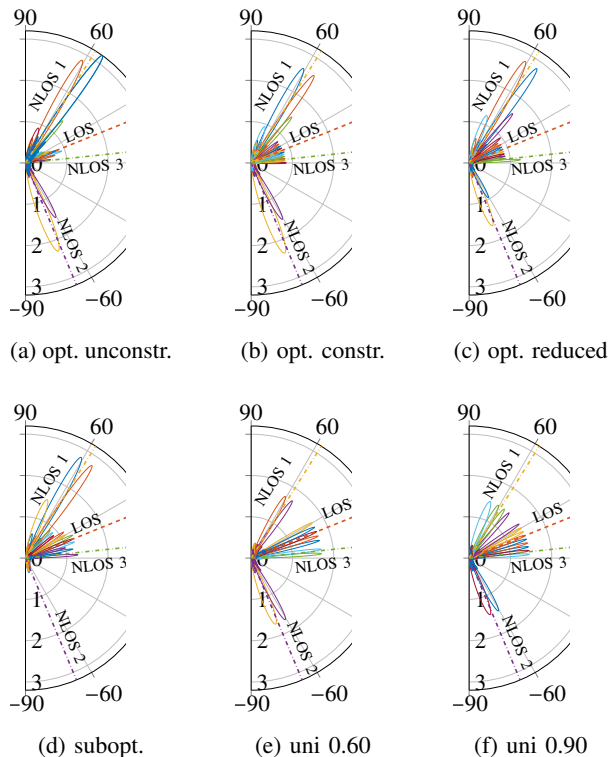 90
60
NLOS 1
LOS
0
NLOS 3
1
NLOS 2
2
3
−90
−60
(a) opt. unconstr.
90
60
NLOS 1
LOS
0
NLOS 3
1
NLOS 2
2
3
−90
−60
(b) opt. constr.
90
60
NLOS 1
LOS
0
NLOS 3
1
NLOS 2
2
3
−90
−60
(c) opt. reduced
90
60
NLOS 1
LOS
0
NLOS 3
1
NLOS 2
2
3
−90
−60
(d) subopt.
90
60
NLOS 1
LOS
0
NLOS 3
1
NLOS 2
2
3
−90
−60
(e) uni 0.60
90
60
NLOS 1
LOS
0
NLOS 3
1
NLOS 2
2
3
−90
−60
(f) uni 0.90